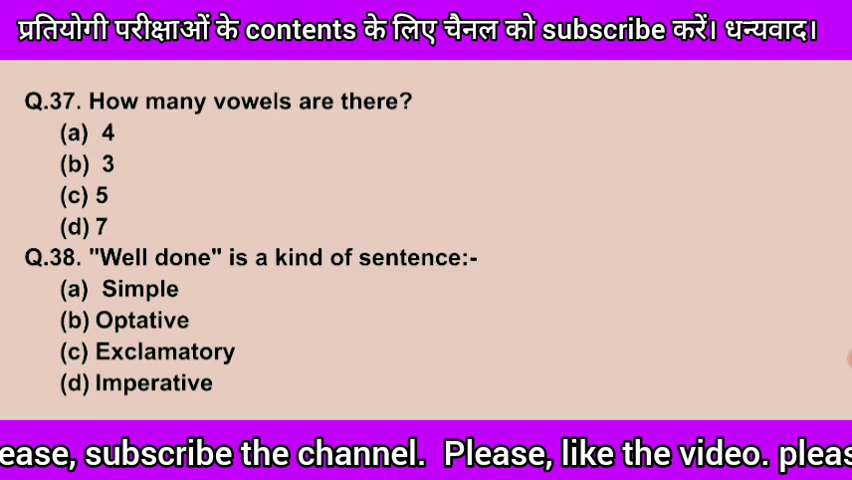 प्रतियोगी परीक्षाओं के contents के लिए चैनल को subscribe करें। धन्यवाद।
Q.37. How many vowels are there?
(a) 4
(b) 3
(c) 5
(d) 7
Q.38. "Well done" is a kind of sentence:-
(a) Simple
(b) Optative
(c) Exclamatory
(d) Imperative
ease, subscribe the channel. Please, like the video. pleas